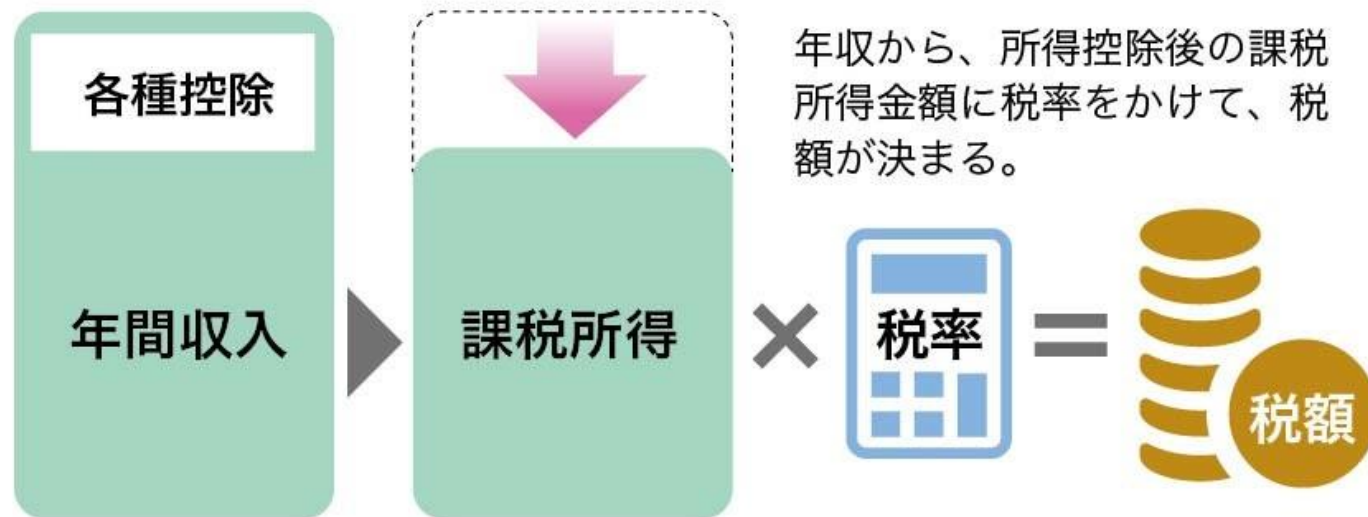 各種控除
年間収入
課税所得
年収から、所得控除後の課税
所得金額に税率をかけて、税
額が決まる。
×
税率
=
税額